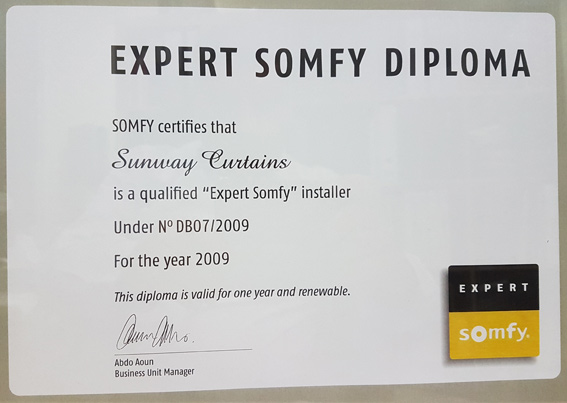 EXPERT SOMFY DIPLOMA
SOMFY certifies that
Sunway Curtains
is a qualified “Expert Somfy” installer
Under Nº DB07/2009
For the year 2009
This diploma is valid for one year and renewable.
Abdo Aoun
Business Unit Manager
EXPERT
somfy®